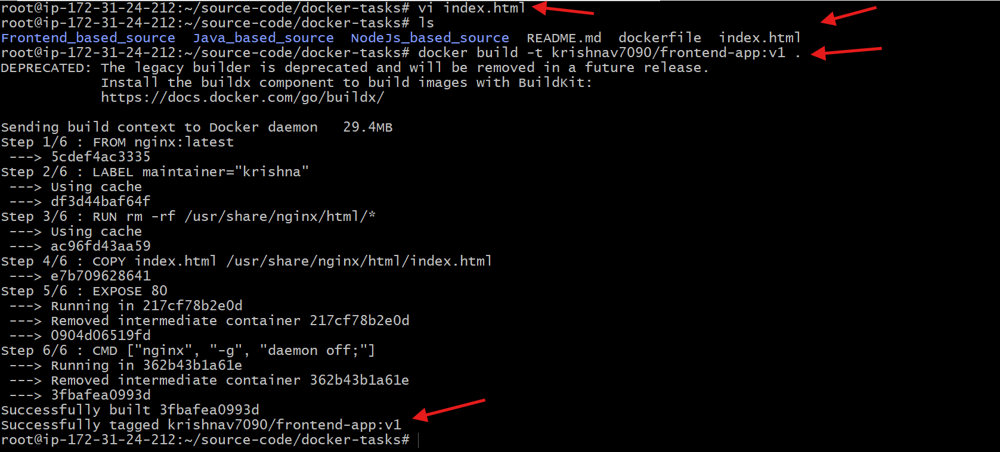 root@ip-172-31-24-212:~/source-code/docker-tasks# vi index.html
root@ip-172-31-24-212:~/source-code/docker-tasks# ls
Frontend_based_source  Java_based_source  NodeJs_based_source  README.md  dockerfile  index.html
root@ip-172-31-24-212:~/source-code/docker-tasks# docker build -t krishnav7090/frontend-app:v1 .
DEPRECATED: The legacy builder is deprecated and will be removed in a future release.
            Install the buildx component to build images with BuildKit:
            https://docs.docker.com/go/buildx/

Sending build context to Docker daemon   29.4MB
Step 1/6 : FROM nginx:latest
 ---> 5cdef4ac3335
Step 2/6 : LABEL maintainer="krishna"
 ---> Using cache
 ---> df3d44baf64f
Step 3/6 : RUN rm -rf /usr/share/nginx/html/*
 ---> Using cache
 ---> ac96fd43aa59
Step 4/6 : COPY index.html /usr/share/nginx/html/index.html
 ---> e7b709628641
Step 5/6 : EXPOSE 80
 ---> Running in 217cf78b2e0d
 ---> Removed intermediate container 217cf78b2e0d
 ---> 0904d06519fd
Step 6/6 : CMD ["nginx", "-g", "daemon off;"]
 ---> Running in 362b43b1a61e
 ---> Removed intermediate container 362b43b1a61e
 ---> 3fbafea0993d
Successfully built 3fbafea0993d
Successfully tagged krishnav7090/frontend-app:v1
root@ip-172-31-24-212:~/source-code/docker-tasks#